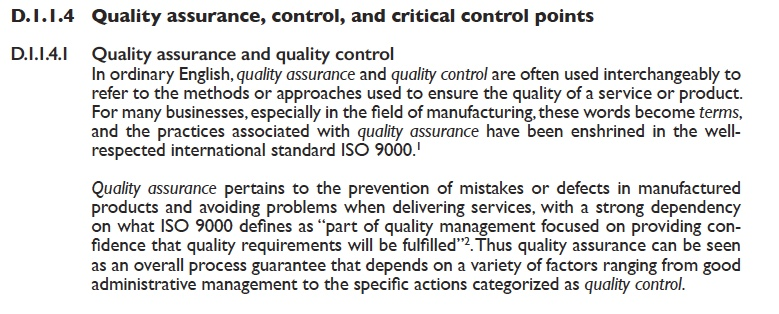 D.1.1.4 Quality assurance, control, and critical control points
D.1.1.4.1 Quality assurance and quality control
In ordinary English, quality assurance and quality control are often used interchangeably to
refer to the methods or approaches used to ensure the quality of a service or product.
For many businesses, especially in the field of manufacturing, these words become terms,
and the practices associated with quality assurance have been enshrined in the well-
respected international standard ISO 9000.¹
Quality assurance pertains to the prevention of mistakes or defects in manufactured
products and avoiding problems when delivering services, with a strong dependency
on what ISO 9000 defines as “part of quality management focused on providing con-
fidence that quality requirements will be fulfilled”². Thus quality assurance can be seen
as an overall process guarantee that depends on a variety of factors ranging from good
administrative management to the specific actions categorized as quality control.